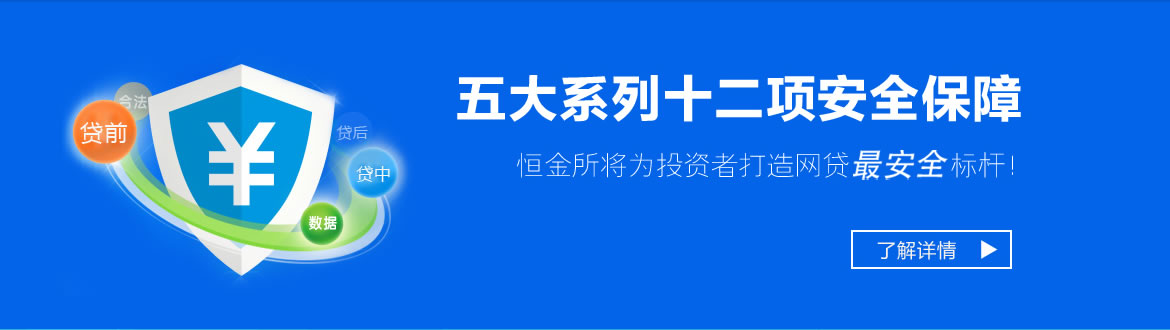 五大系列十二项安全保障
恒金所将为投资者打造网贷最安全标杆！
了解详情
合法
贷前
贷后
贷中
数据
¥